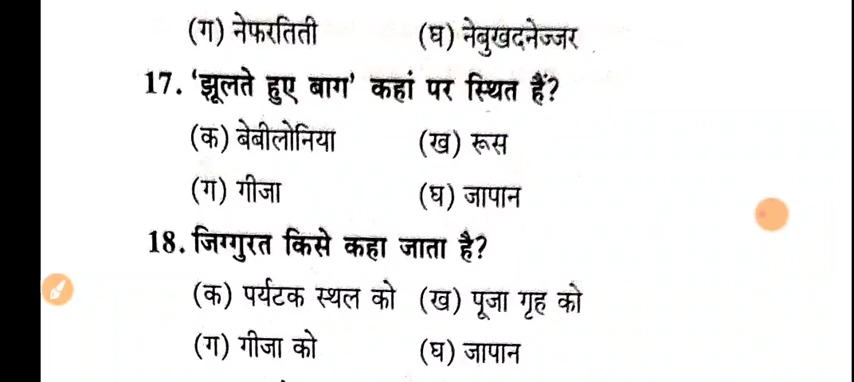 (ग) नेफरतिती (घ) नेबुखदनेज्जर
17. 'झूलते हुए बाग' कहां पर स्थित हैं?
(क) बेबीलोनिया (ख) रूस
(ग) गीजा (घ) जापान
18. जिग्गुरत किसे कहा जाता है?
(क) पर्यटक स्थल को (ख) पूजा गृह को
(ग) गीजा को (घ) जापान